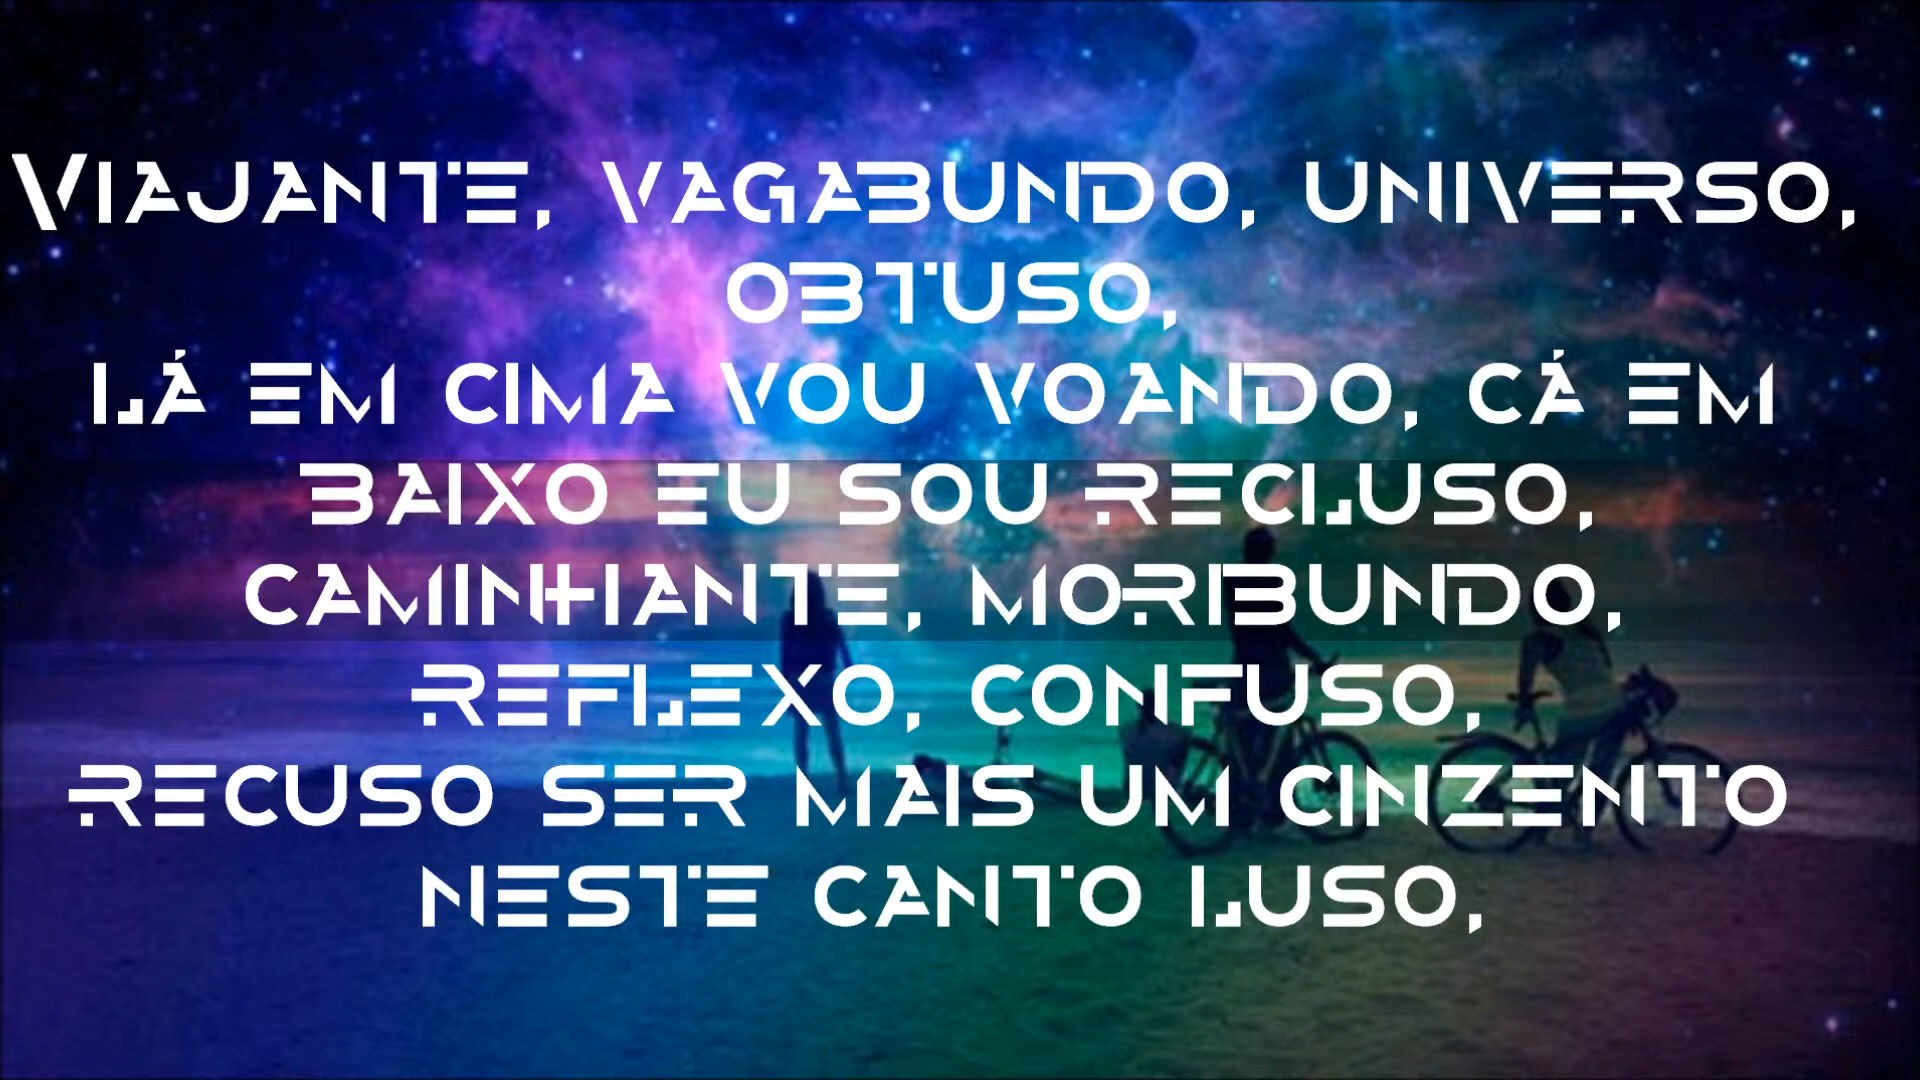 Viajante, vagabundo, universo,
obtuso,
lá em cima vou voando, cá em
baixo eu sou recluso,
caminhante, moribundo,
reflexo, confuso,
recuso ser mais um cinzento
neste canto luso,